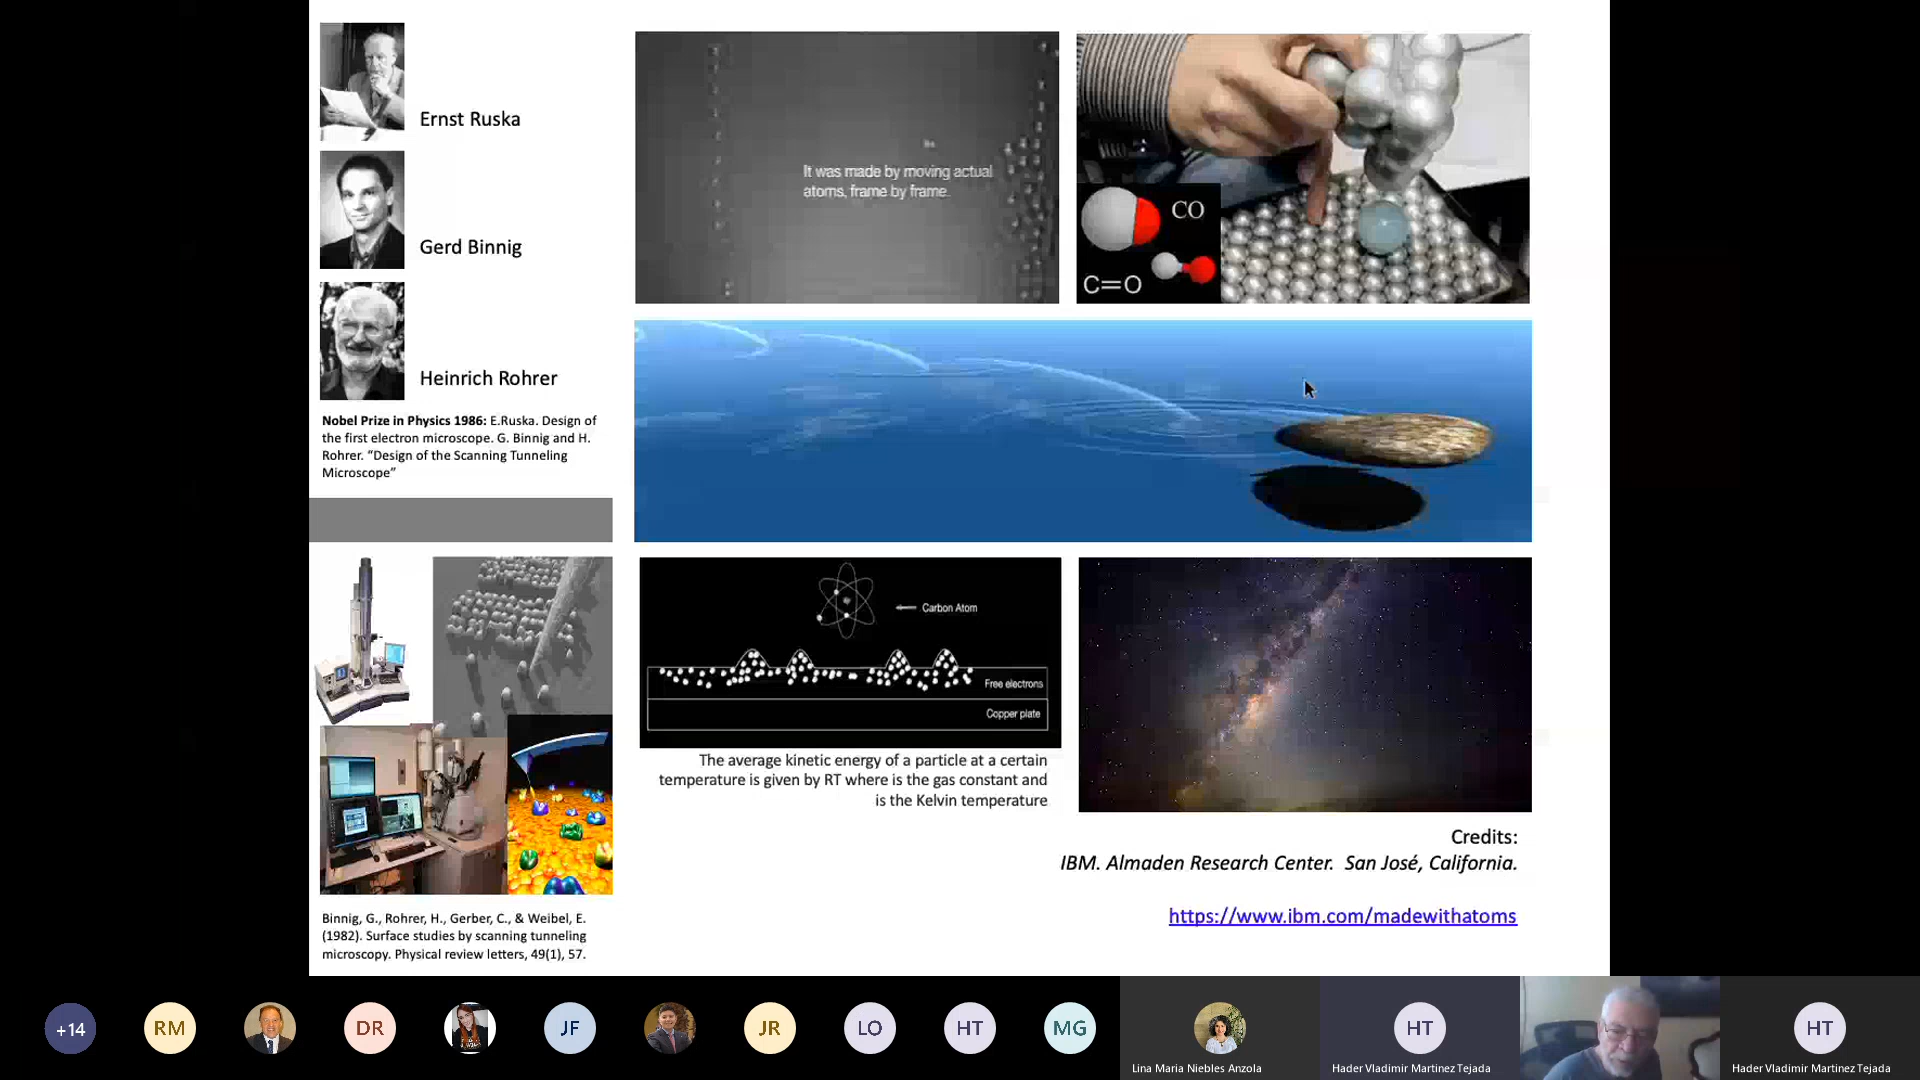 Ernst Ruska
Gerd Binnig
Heinrich Rohrer
Nobel Prize in Physics 1986: E.Ruska. Design of
the first electron microscope. G. Binnig and H.
Rohrer. “Design of the Scanning Tunneling
Microscope”
Binnig, G., Rohrer, H., Gerber, C., & Weibel, E.
(1982). Surface studies by scanning tunneling
microscopy. Physical review letters, 49(1), 57.
It was made by moving actual
atoms, frame by frame.
CO
C=O
Carbon Atom
Free electrons
Copper plate
The average kinetic energy of a particle at a certain
temperature is given by RT where is the gas constant and
is the Kelvin temperature
Credits:
IBM. Almaden Research Center. San José, California.
https://www.ibm.com/madewithatoms
+14
RM
DR
JF
JR
LO
HT
MG
Lina Maria Niebles Anzola
HT
Hader Vladimir Martinez Tejada
HT
Hader Vladimir Martinez Tejada